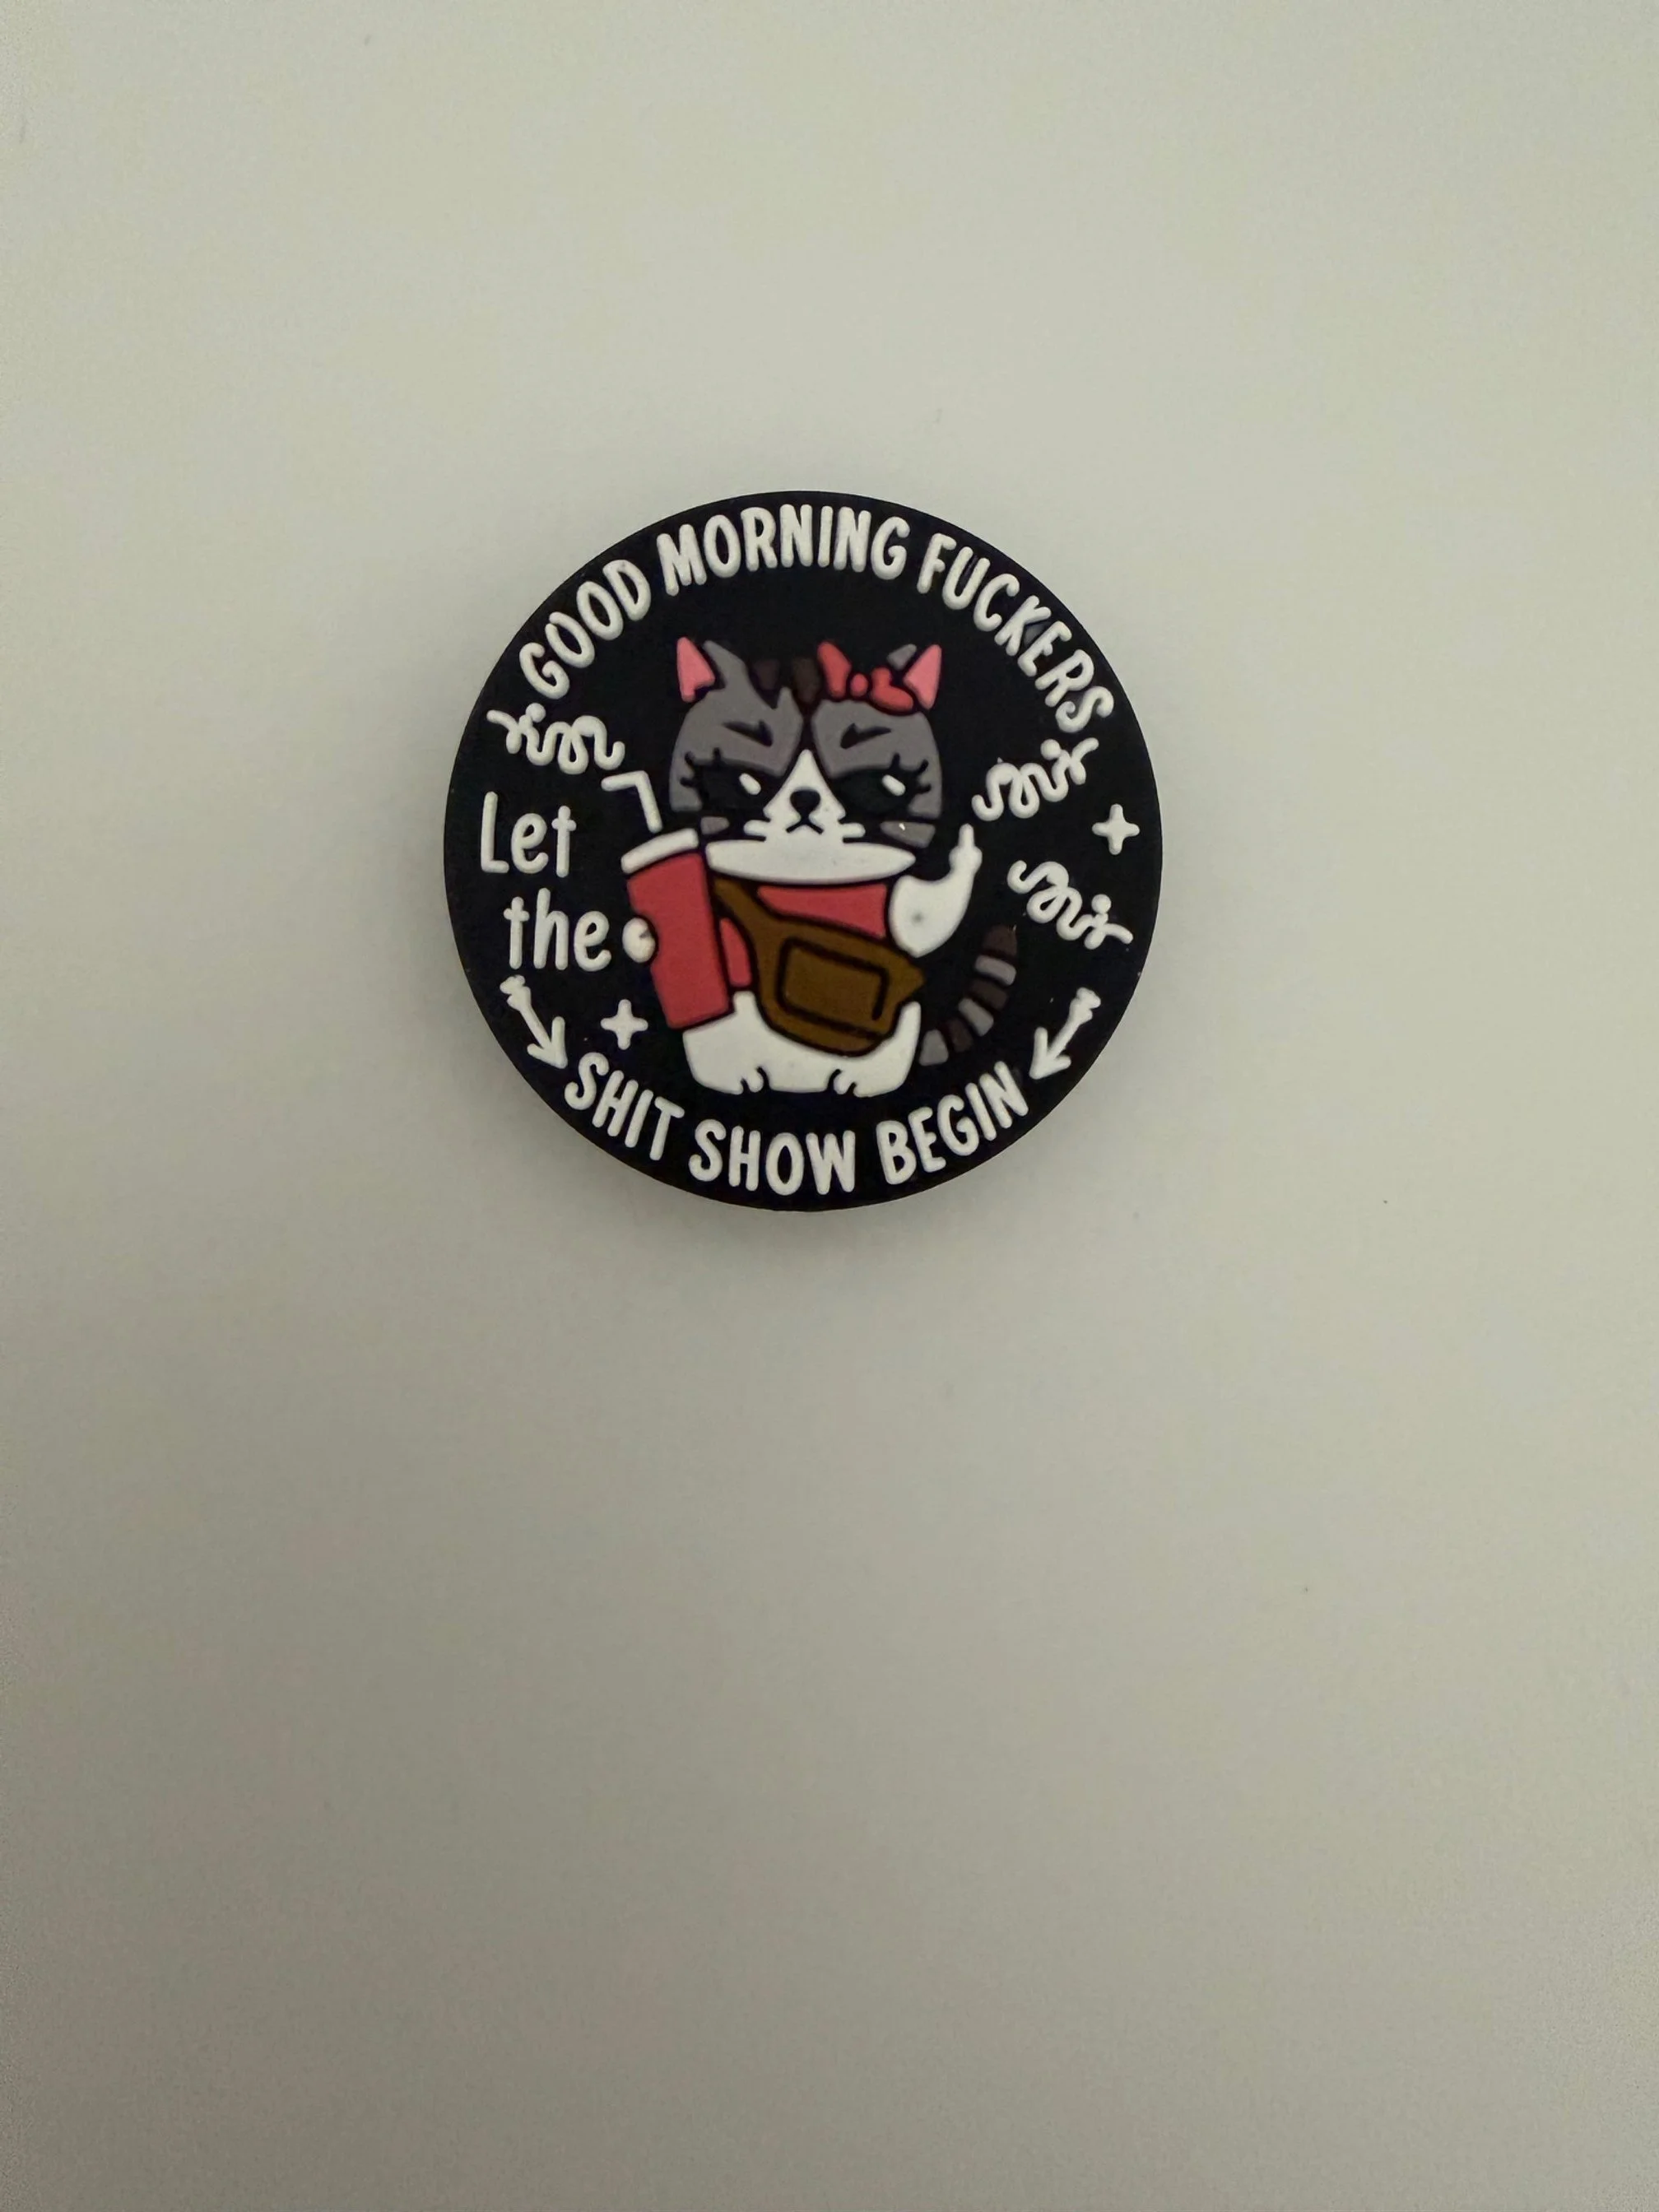 GOOD MORNING FUCKERS
Let
the
SHIT SHOW BEGIN